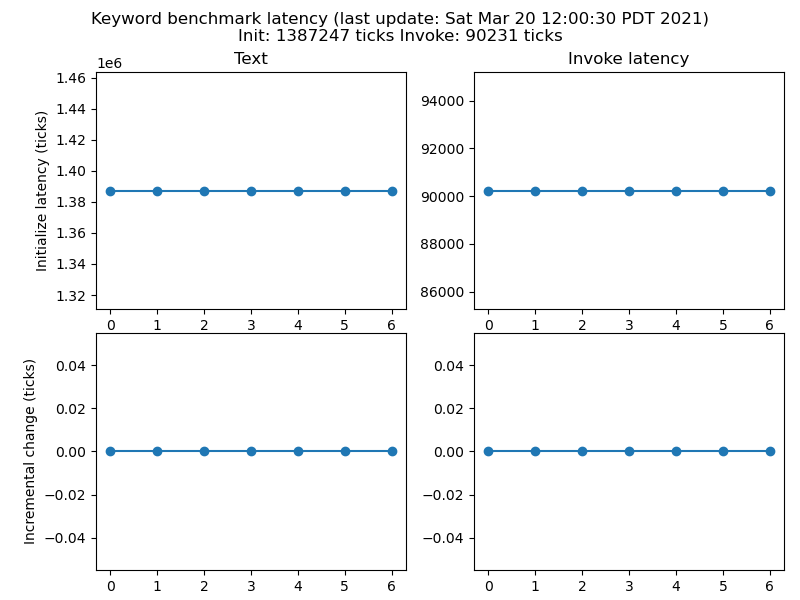 Keyword benchmark latency (last update: Sat Mar 20 12:00:30 PDT 2021)
Init: 1387247 ticks Invoke: 90231 ticks
Text
1e6
Initialize latency (ticks)
1.46
1.44
1.42
1.40
1.38
1.36
1.34
1.32
0 1 2 3 4 5 6
Invoke latency
94000
92000
90000
88000
86000
0 1 2 3 4 5 6
Incremental change (ticks)
0.04
0.02
0.00
−0.02
−0.04
0 1 2 3 4 5 6
0.04
0.02
0.00
−0.02
−0.04
0 1 2 3 4 5 6